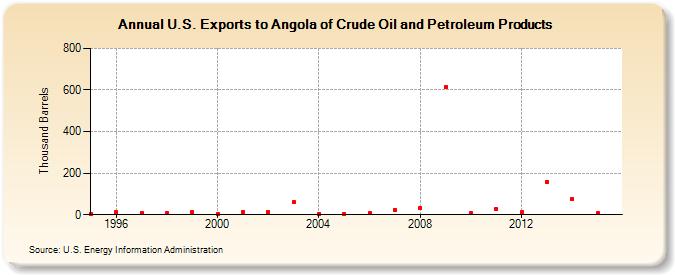 Annual U.S. Exports to Angola of Crude Oil and Petroleum Products
Thousand Barrels
800
600
400
200
0
1996 2000 2004 2008 2012
Source: U.S. Energy Information Administration